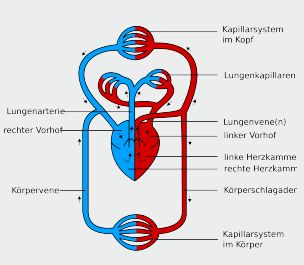 Kapillarsystem
im Kopf
Lungenkapillaren
Lungenarterie
rechter Vorhof
Lungenvene(n)
linker Vorhof
linke Herzkammer
rechte Herzkammer
Körpervene
Körperschlagader
Kapillarsystem
im Körper